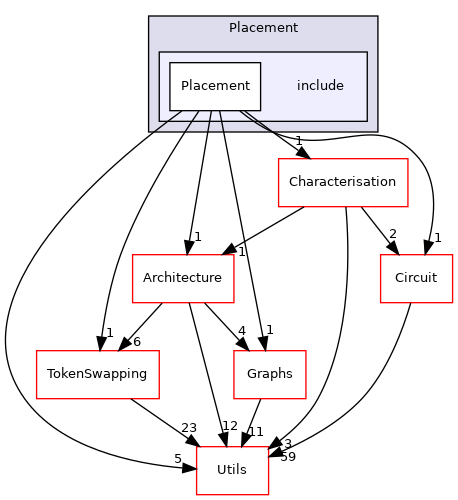 Placement
Placement
include
1
Characterisation
1
1
2
1
Architecture
Circuit
1
6
4
1
TokenSwapping
Graphs
23
12
11
3
5
59
Utils